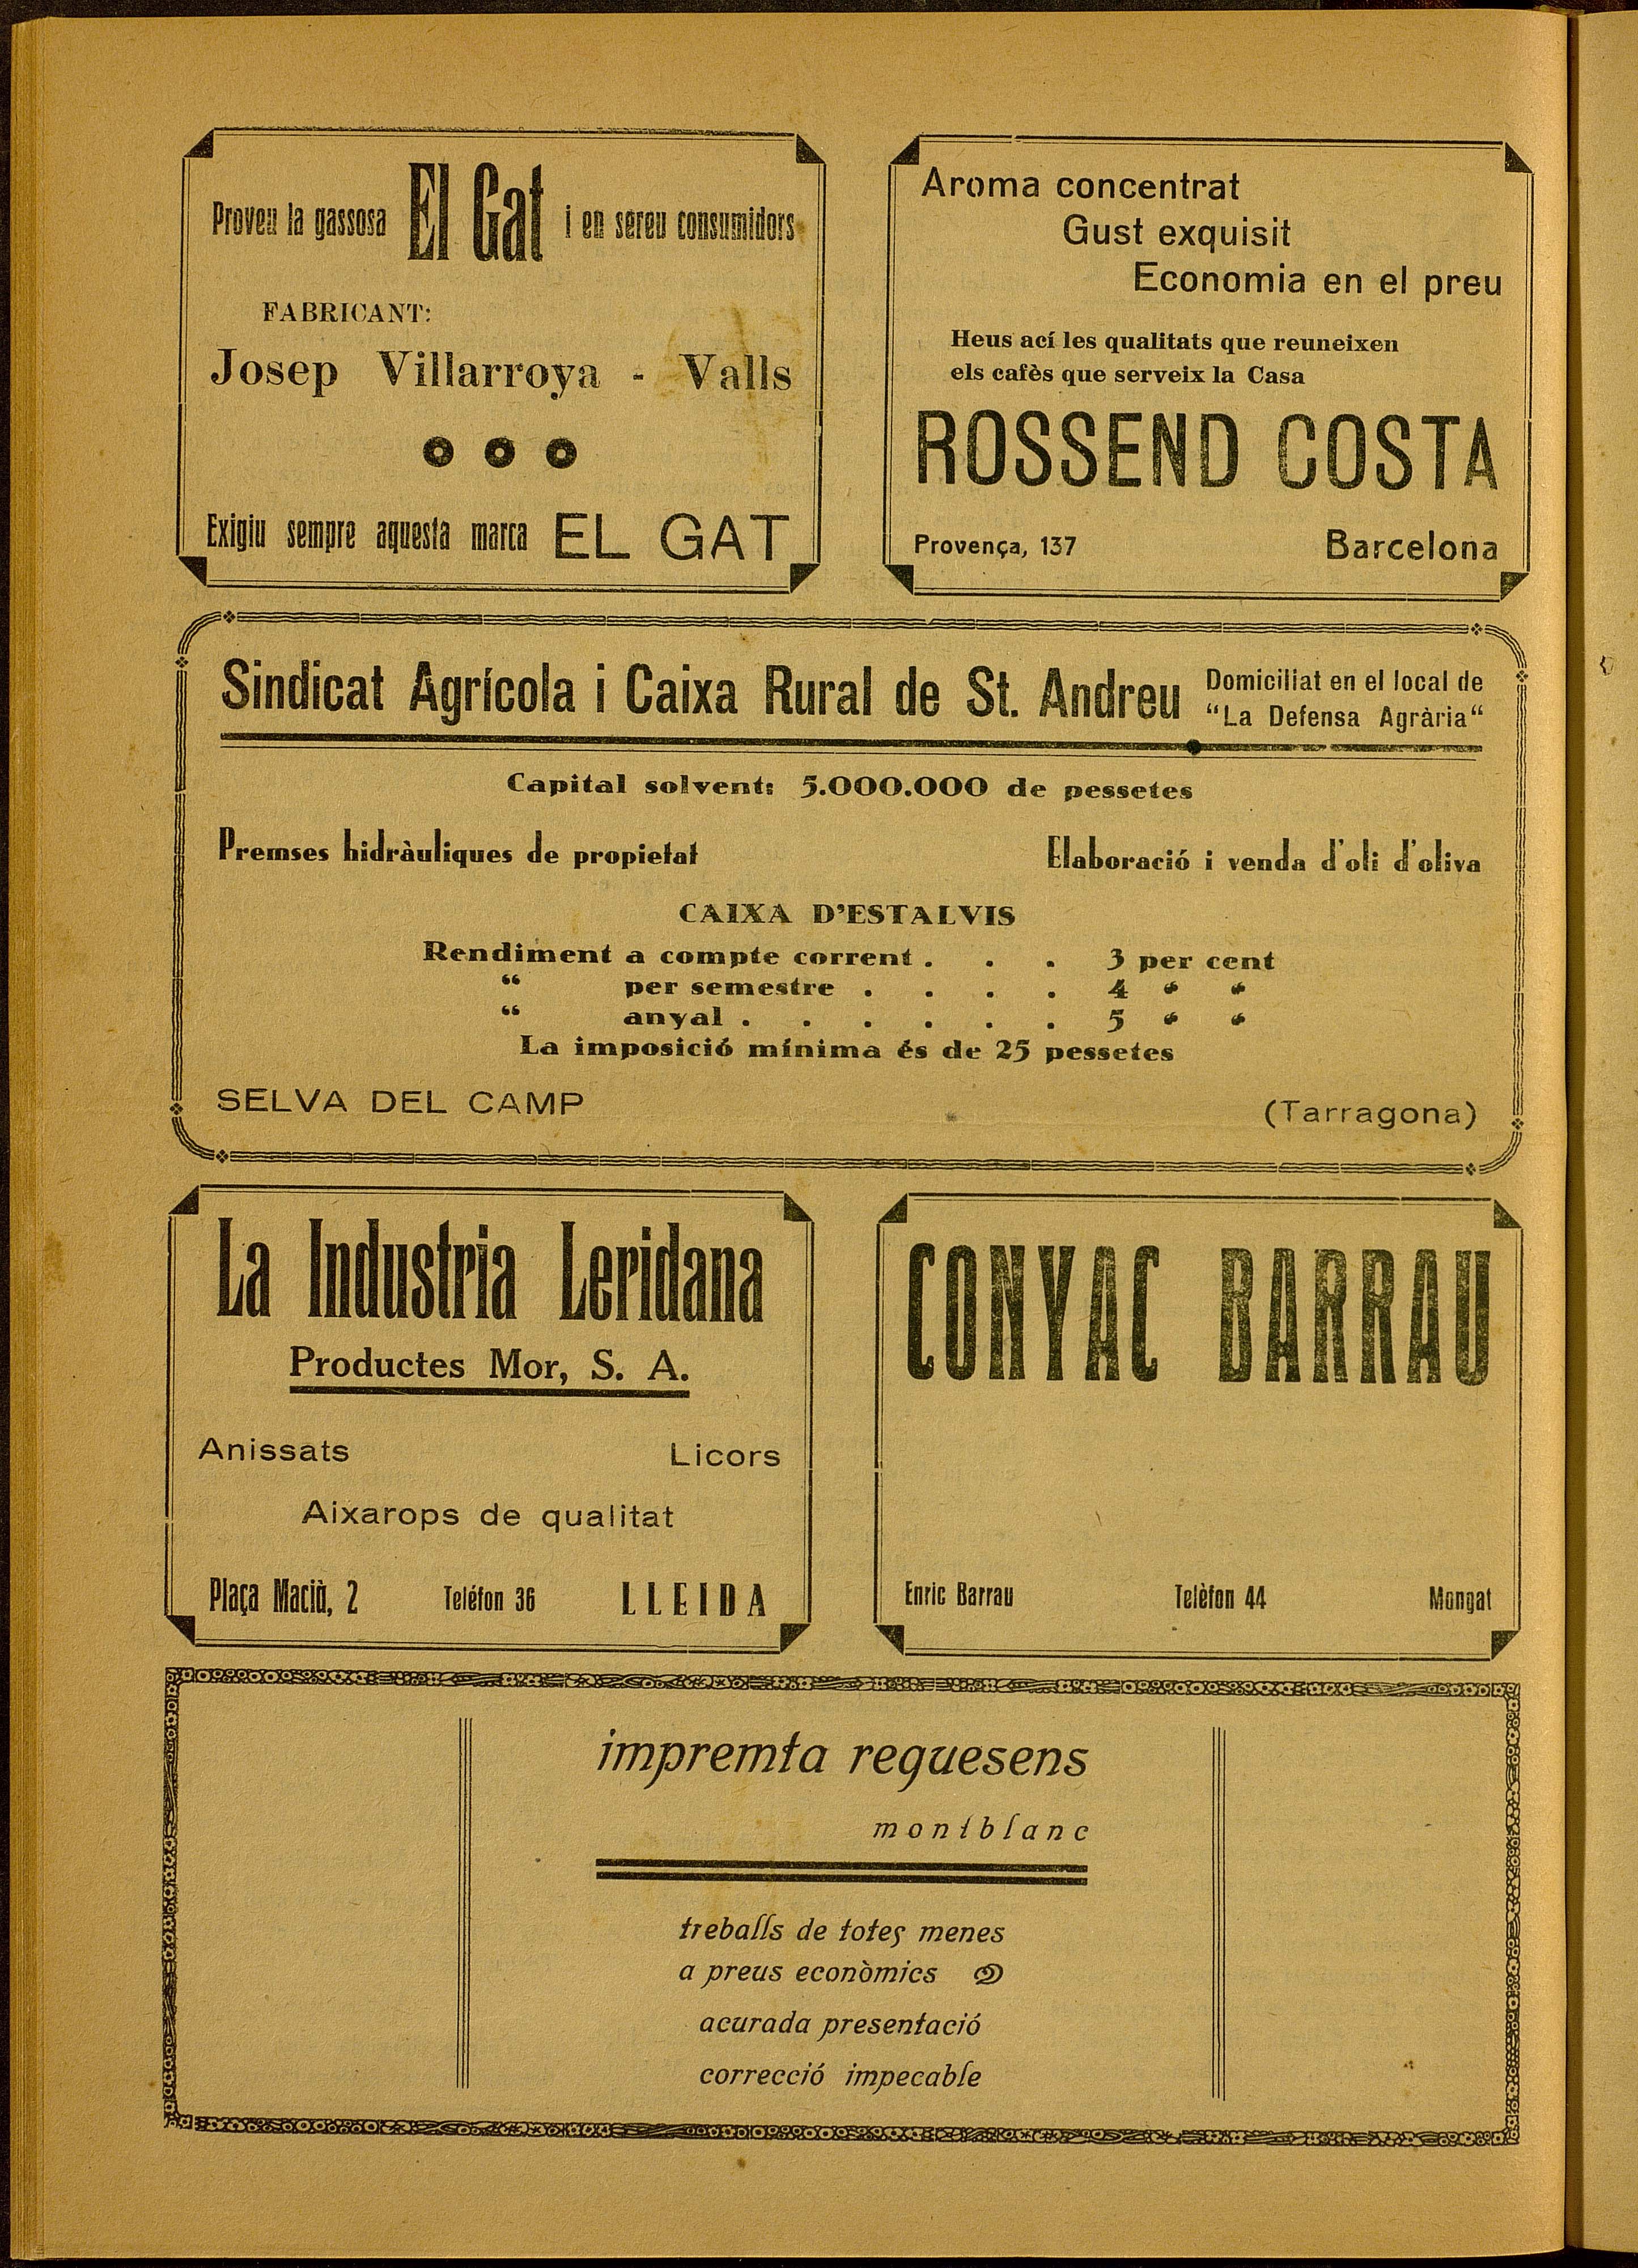 Proveu la gassosa El Gat i en sereu consumidors
FABRICANT:
Josep Villarroya - Valls
Exigiu sempre aquesta marca EL GAT
Aroma concentrat
Gust exquisit
Economia en el preu
Heus ací les qualitats que reuneixen
els cafès que serveix la Casa
ROSSEND COSTA
Provença, 137 Barcelona
Sindicat Agrícola i Caixa Rural de St. Andreu
Domiciliat en el local de
“La Defensa Agrària“
Capital solvent: 5.000.000 de pessetes
Premses hidràuliques de propietat Elaboració i venda d'oli d'oliva
CAIXA D'ESTALVIS
Rendiment a compte corrent . . . 3 per cent
“ per semestre . . . . 4 “ “
“ anyal . . . . . . 5 “ “
La imposició mínima és de 25 pessetes
SELVA DEL CAMP (Tarragona)
La Industria Leridana
Productes Mor, S. A.
Anissats Licors
Aixarops de qualitat
Plaça Macià, 2 Teléfon 36 LLEIDA
CONYAC BARRAU
Enric Barrau Telèfon 44 Mongat
impremta requesens
montblanc
treballs de totes menes
a preus econòmics
acurada presentació
correcció impecable